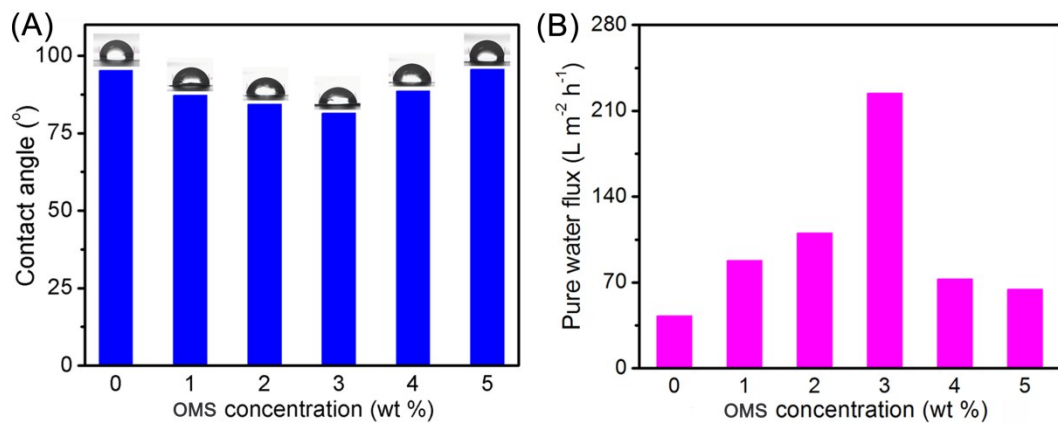 (A)
100
75
50
25
0
Contact angle (°)
0 1 2 3 4 5
OMS concentration (wt %)
(B)
280
210
140
70
0
Pure water flux (L m⁻² h⁻¹)
0 1 2 3 4 5
OMS concentration (wt %)